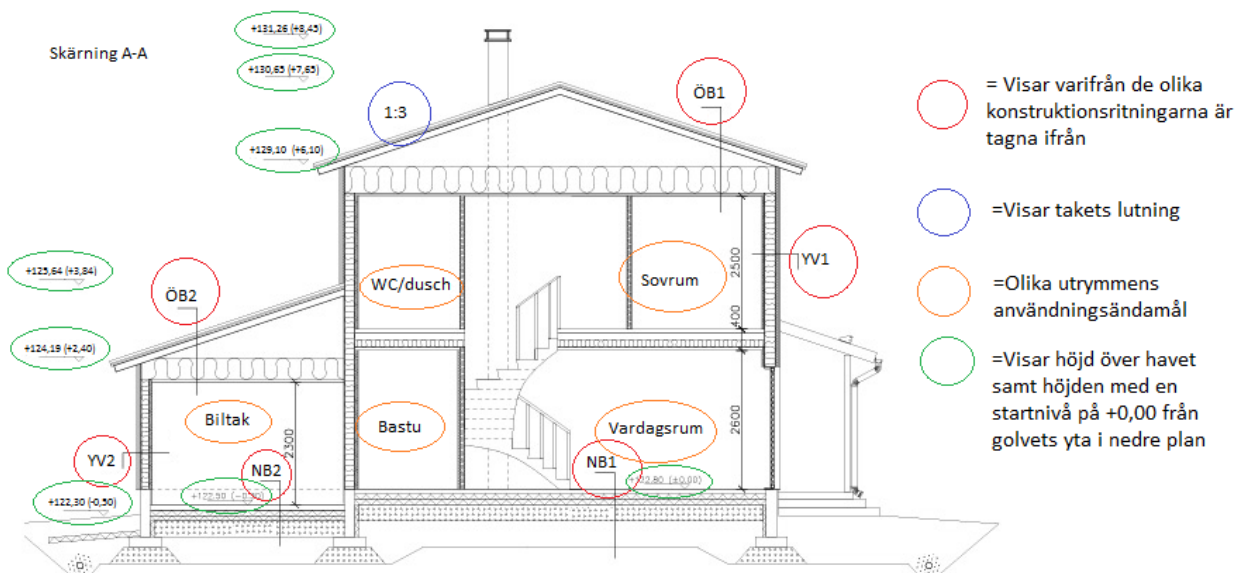 +131,26 (+8,45)
Skärning A-A
+130,65 (+7,65)
ÖB1
1:3
+129,10 (+6,10)
= Visar varifrån de olika
konstruktionsritningarna är
tagna ifrån
=Visar takets lutning
+125,64 (+3,84)
ÖB2
WC/dusch
Sovrum
2500
YV1
=Olika utrymmens
användningsändamål
400
+124,19 (+2,40)
=Visar höjd över havet
samt höjden med en
startnivå på +0,00 från
golvets yta i nedre plan
Biltak
2300
Bastu
Vardagsrum
2600
YV2
NB2
NB1
+122,80 (±0,00)
+122,30 (-0,50)